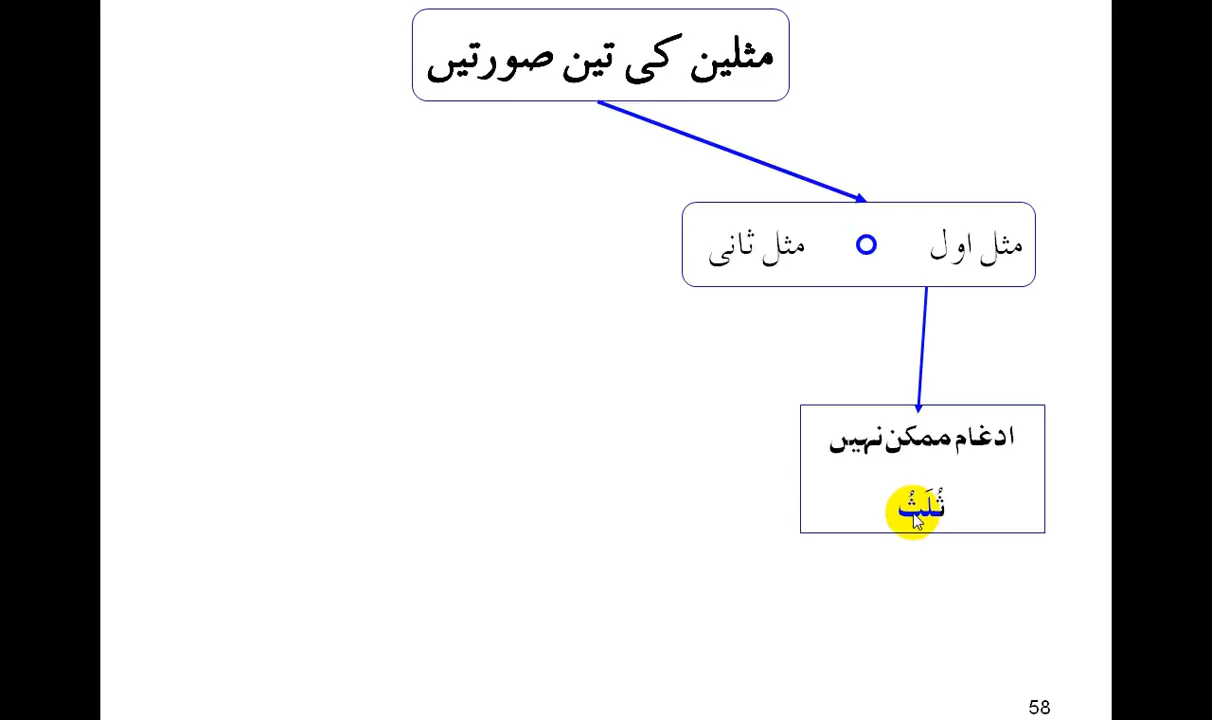 مثلین کی تین صورتیں
مثل اول مثل ثانی
ادغام ممکن نہیں
ثُلَثُ
58